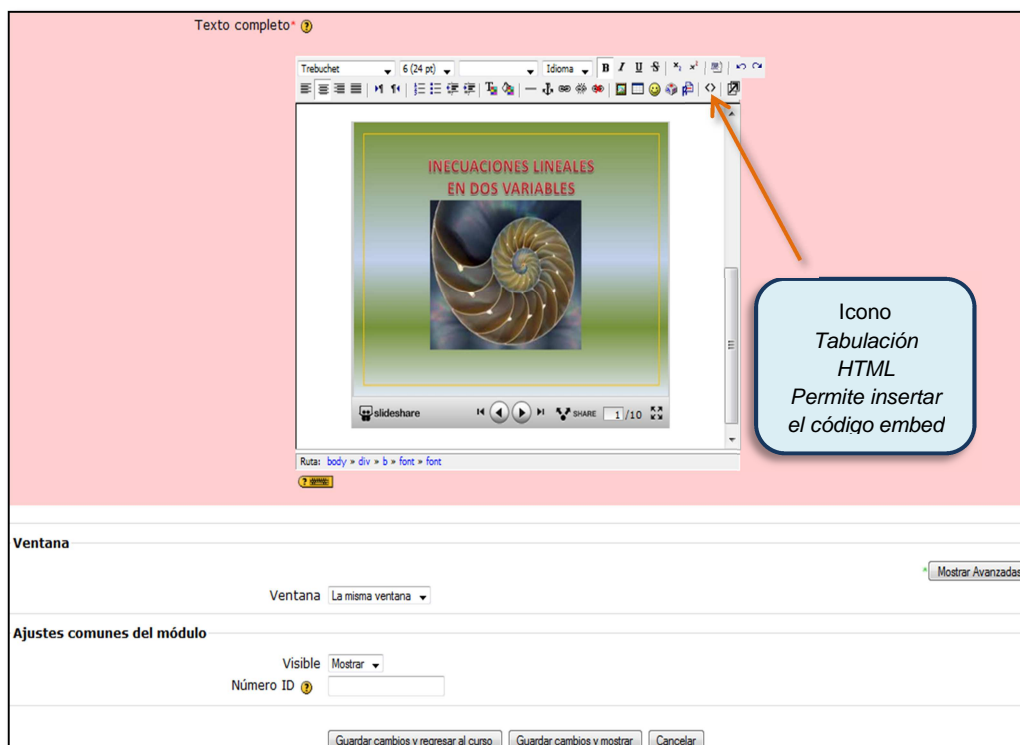 Texto completo*
Trebuchet 6 (24 pt) Idioma B I U S x₂ x²
INECUACIONES LINEALES
EN DOS VARIABLES
slideshare SHARE 1 /10
Icono
Tabulación
HTML
Permite insertar
el código embed
Ruta: body » div » b » font » font
Ventana
* Mostrar Avanzadas
Ventana La misma ventana
Ajustes comunes del módulo
Visible Mostrar
Número ID
Guardar cambios y regresar al curso Guardar cambios y mostrar Cancelar